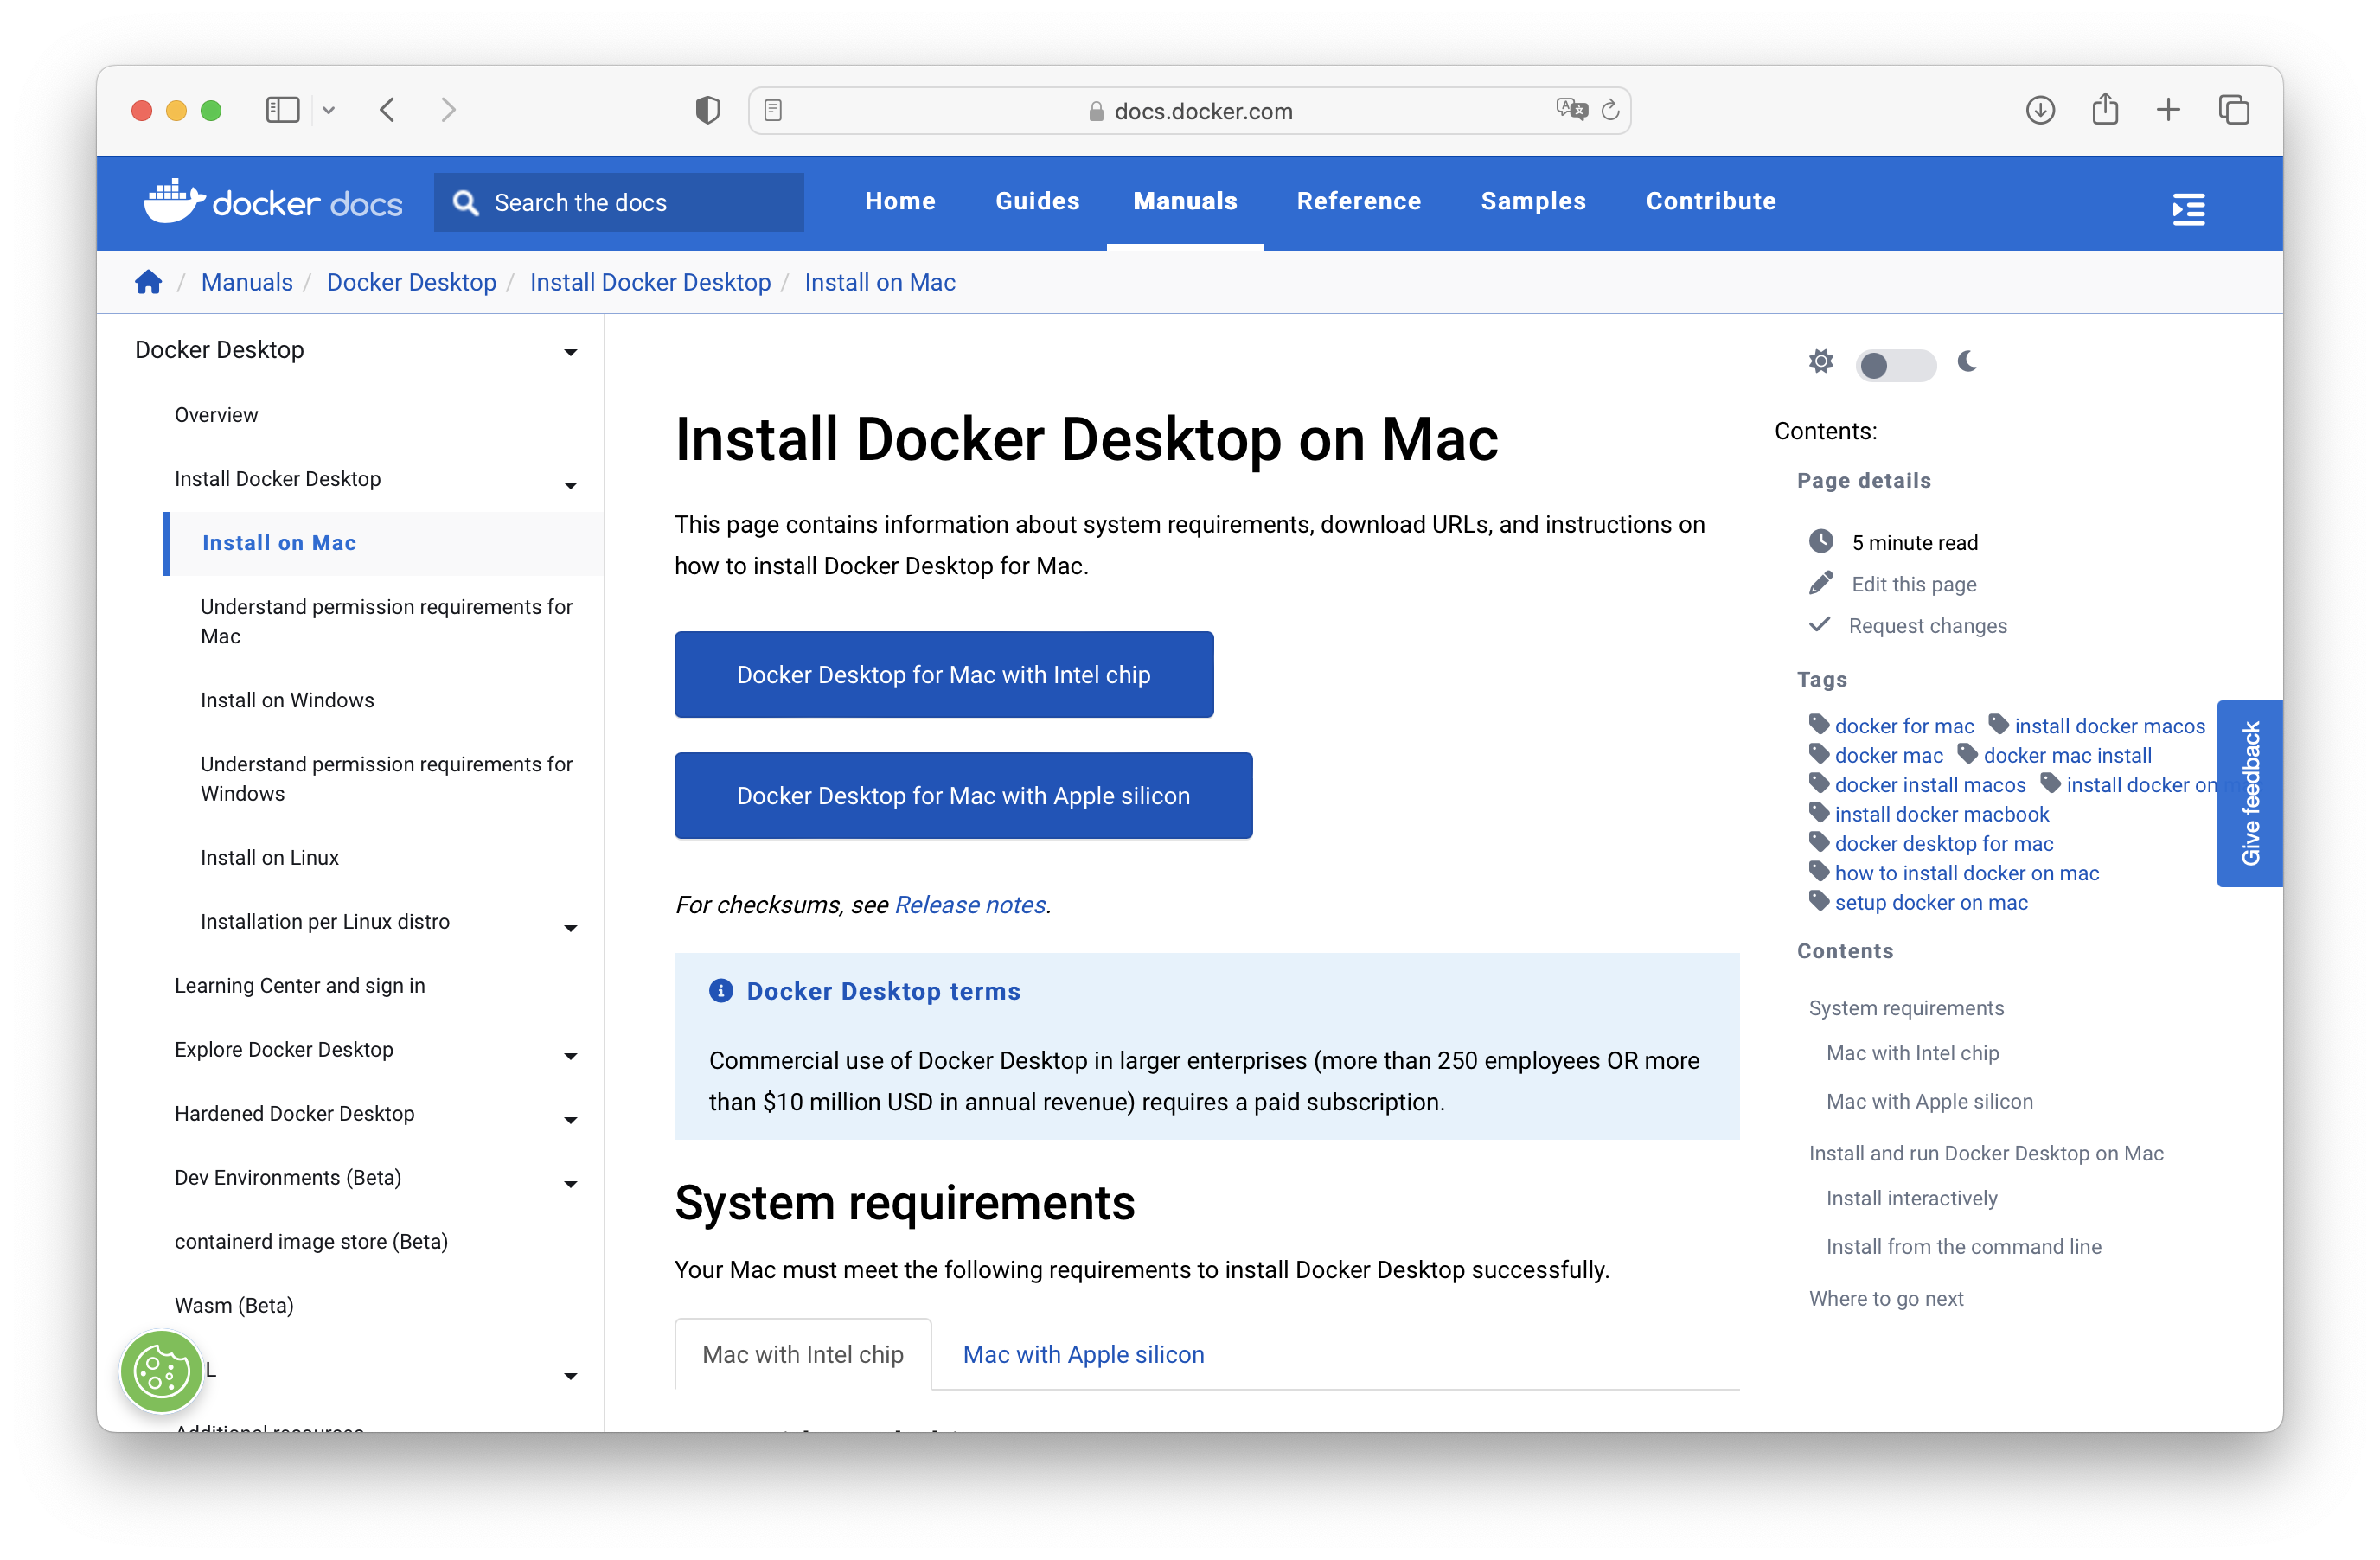 docs.docker.com
docker docs
Search the docs
Home
Guides
Manuals
Reference
Samples
Contribute
/ Manuals / Docker Desktop / Install Docker Desktop / Install on Mac
Docker Desktop
Overview
Install Docker Desktop
Install on Mac
Understand permission requirements for
Mac
Install on Windows
Understand permission requirements for
Windows
Install on Linux
Installation per Linux distro
Learning Center and sign in
Explore Docker Desktop
Hardened Docker Desktop
Dev Environments (Beta)
containerd image store (Beta)
Wasm (Beta)
L
Additional resources
Install Docker Desktop on Mac
This page contains information about system requirements, download URLs, and instructions on
how to install Docker Desktop for Mac.
Docker Desktop for Mac with Intel chip
Docker Desktop for Mac with Apple silicon
For checksums, see Release notes.
Docker Desktop terms
Commercial use of Docker Desktop in larger enterprises (more than 250 employees OR more
than $10 million USD in annual revenue) requires a paid subscription.
System requirements
Your Mac must meet the following requirements to install Docker Desktop successfully.
Mac with Intel chip
Mac with Apple silicon
Contents:
Page details
5 minute read
Edit this page
Request changes
Tags
docker for mac install docker macos
docker mac docker mac install
docker install macos install docker on m
install docker macbook
docker desktop for mac
how to install docker on mac
setup docker on mac
Contents
System requirements
Mac with Intel chip
Mac with Apple silicon
Install and run Docker Desktop on Mac
Install interactively
Install from the command line
Where to go next
Give feedback